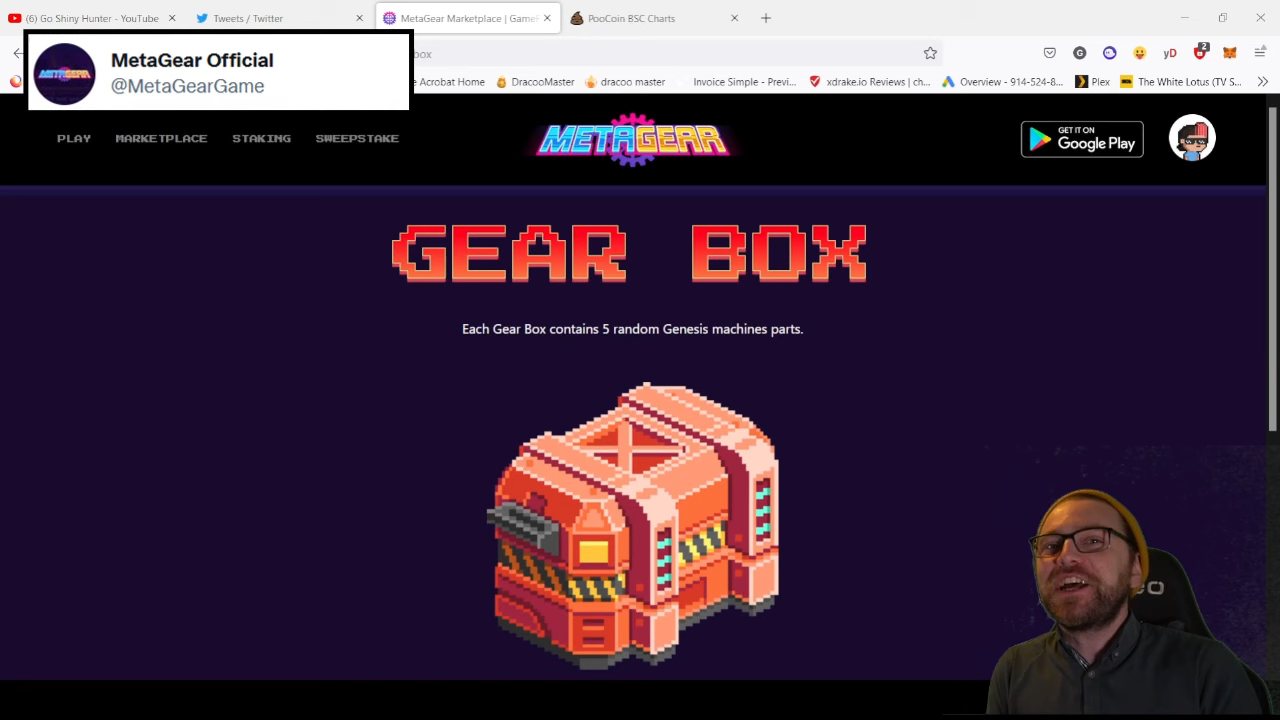 (6) Go Shiny Hunter - YouTube
Tweets / Twitter
MetaGear Marketplace | GameF
PooCoin BSC Charts
MetaGear Official
@MetaGearGame
box
Acrobat Home
DracooMaster
dracoo master
Invoice Simple - Previ...
xdrake.io Reviews | ch...
Overview - 914-524-8...
Plex
The White Lotus (TV S...
yD
2
PLAY
MARKETPLACE
STAKING
SWEEPSTAKE
METAGEAR
GET IT ON
Google Play
GEAR BOX
Each Gear Box contains 5 random Genesis machines parts.